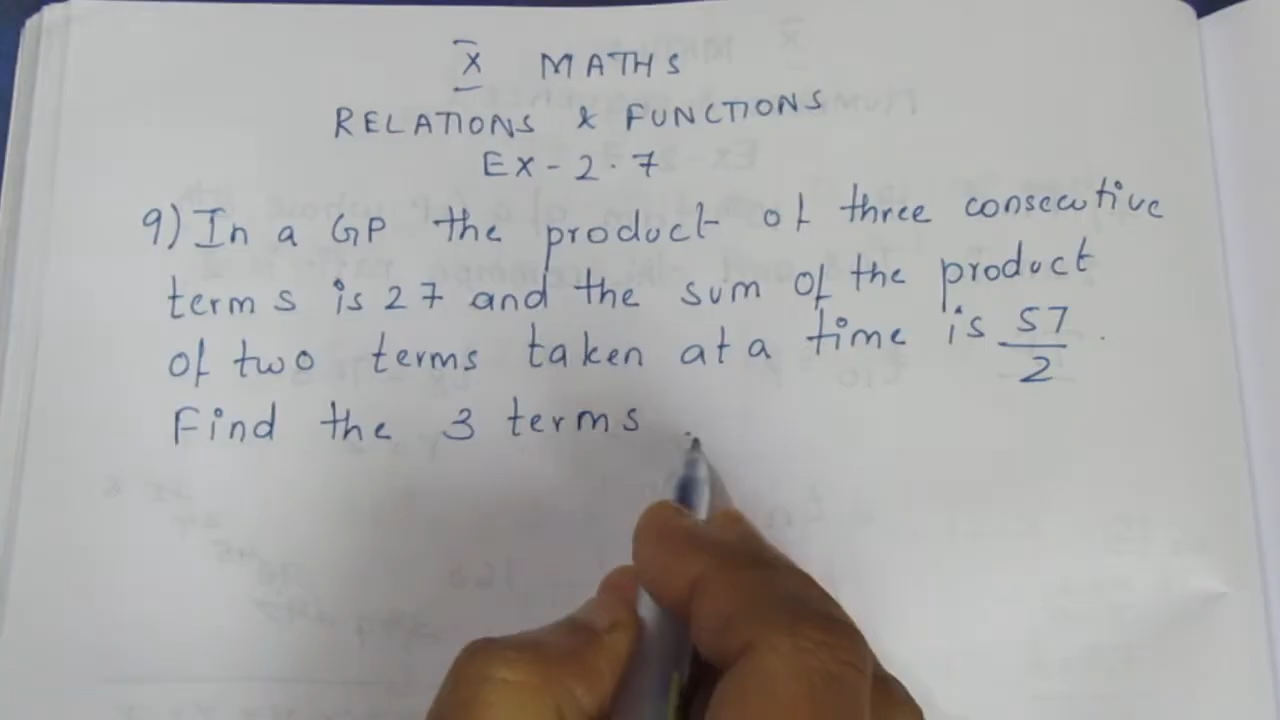 X MATHS
RELATIONS & FUNCTIONS
EX-2.7
9) In a GP the product of three consecutive
terms is 27 and the sum of the product
of two terms taken at a time is 57/2.
Find the 3 terms.